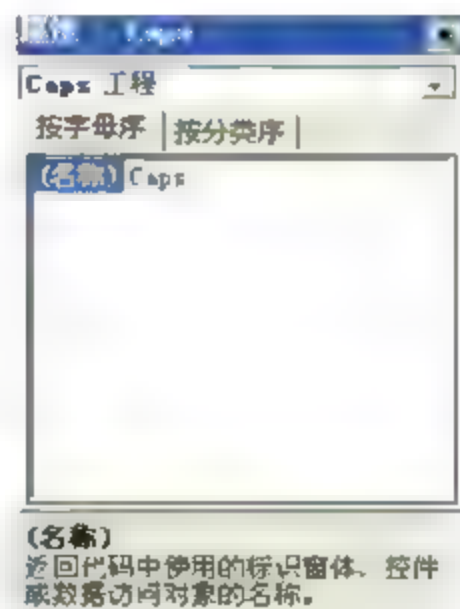 Caps 工程
按字母序 按分类序
(名称) Caps
(名称)
返回代码中使用的标识窗体、控件
或数据访问对象的名称。